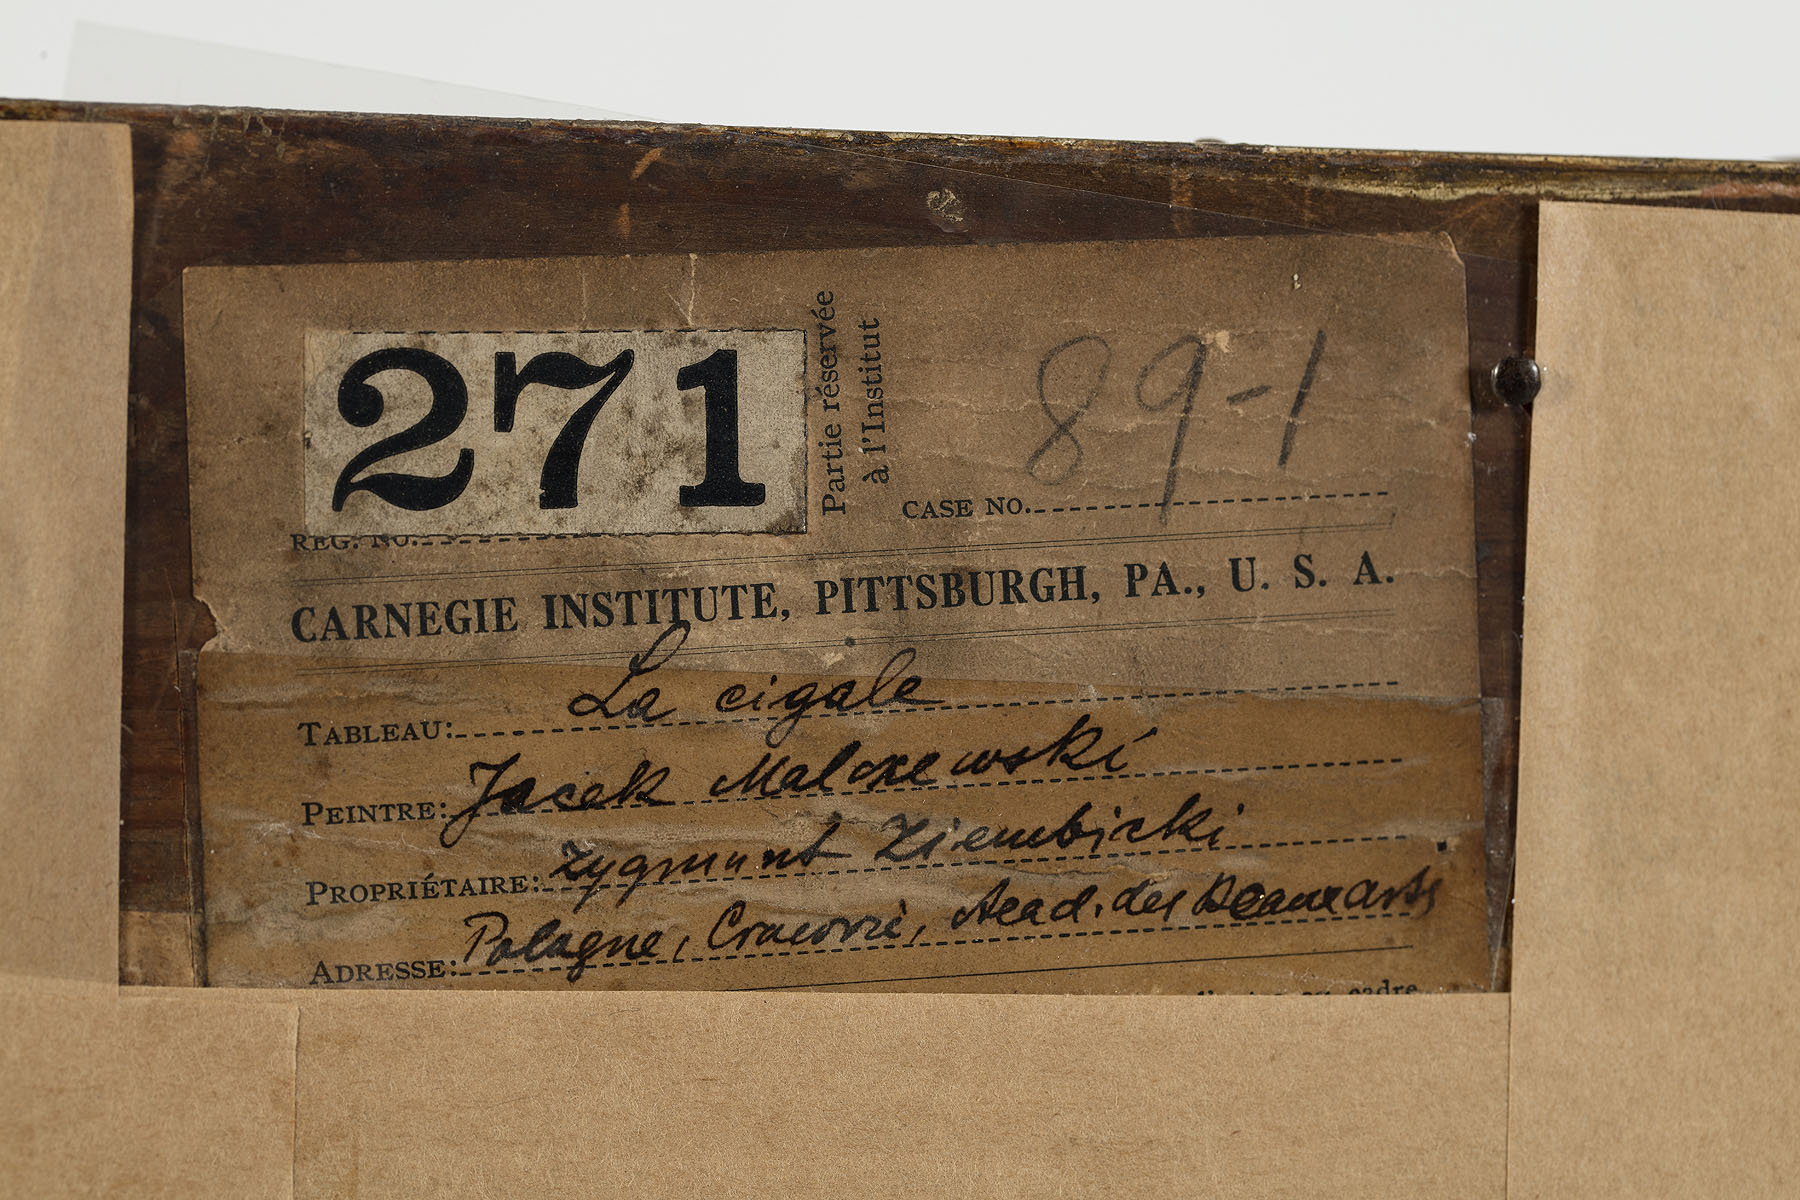 271
Partie réservée
à l'Institut
89-1
REG. NO.
CASE NO.
CARNEGIE INSTITUTE, PITTSBURGH, PA., U. S. A.
TABLEAU: La cigale
PEINTRE: Jacek Malczewski
PROPRIÉTAIRE: Zygmunt Ziembicki
ADRESSE: Pologne, Cracovie, Acad. des Beaux arts
cadre